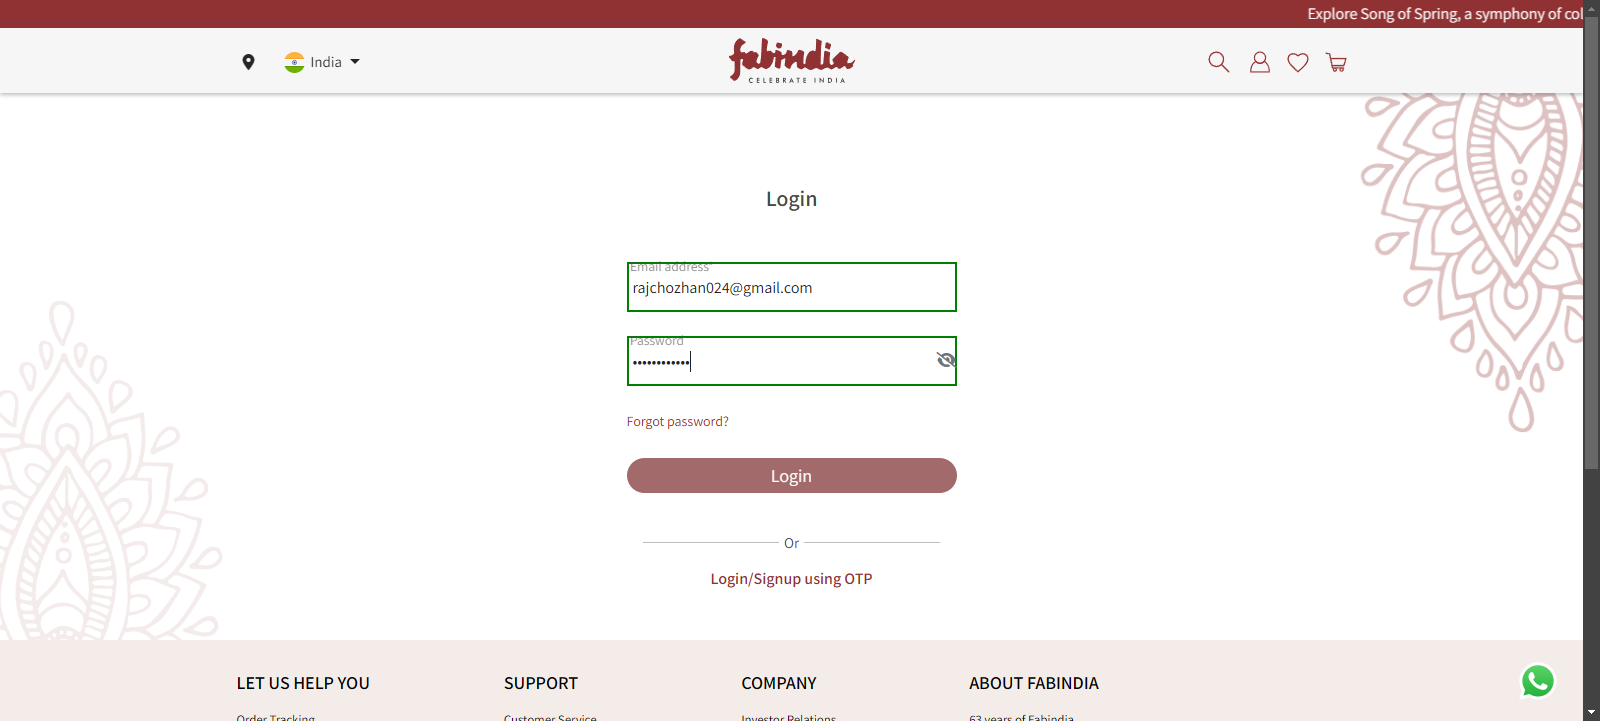 Explore Song of Spring, a symphony of col
India
fabindia
CELEBRATE INDIA
Login
Email address*
rajchozhan024@gmail.com
Password
••••••••••••
Forgot password?
Login
Or
Login/Signup using OTP
LET US HELP YOU
SUPPORT
COMPANY
ABOUT FABINDIA
Order Tracking
Customer Service
Investor Relations
63 years of Fabindia